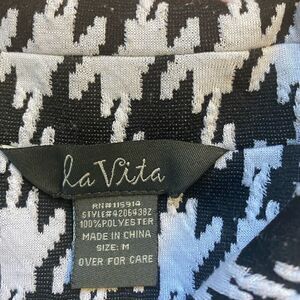 la Vita
RN#115914
STYLE#4206438Z
100%POLYESTER
MADE IN CHINA
SIZE: M
OVER FOR CARE